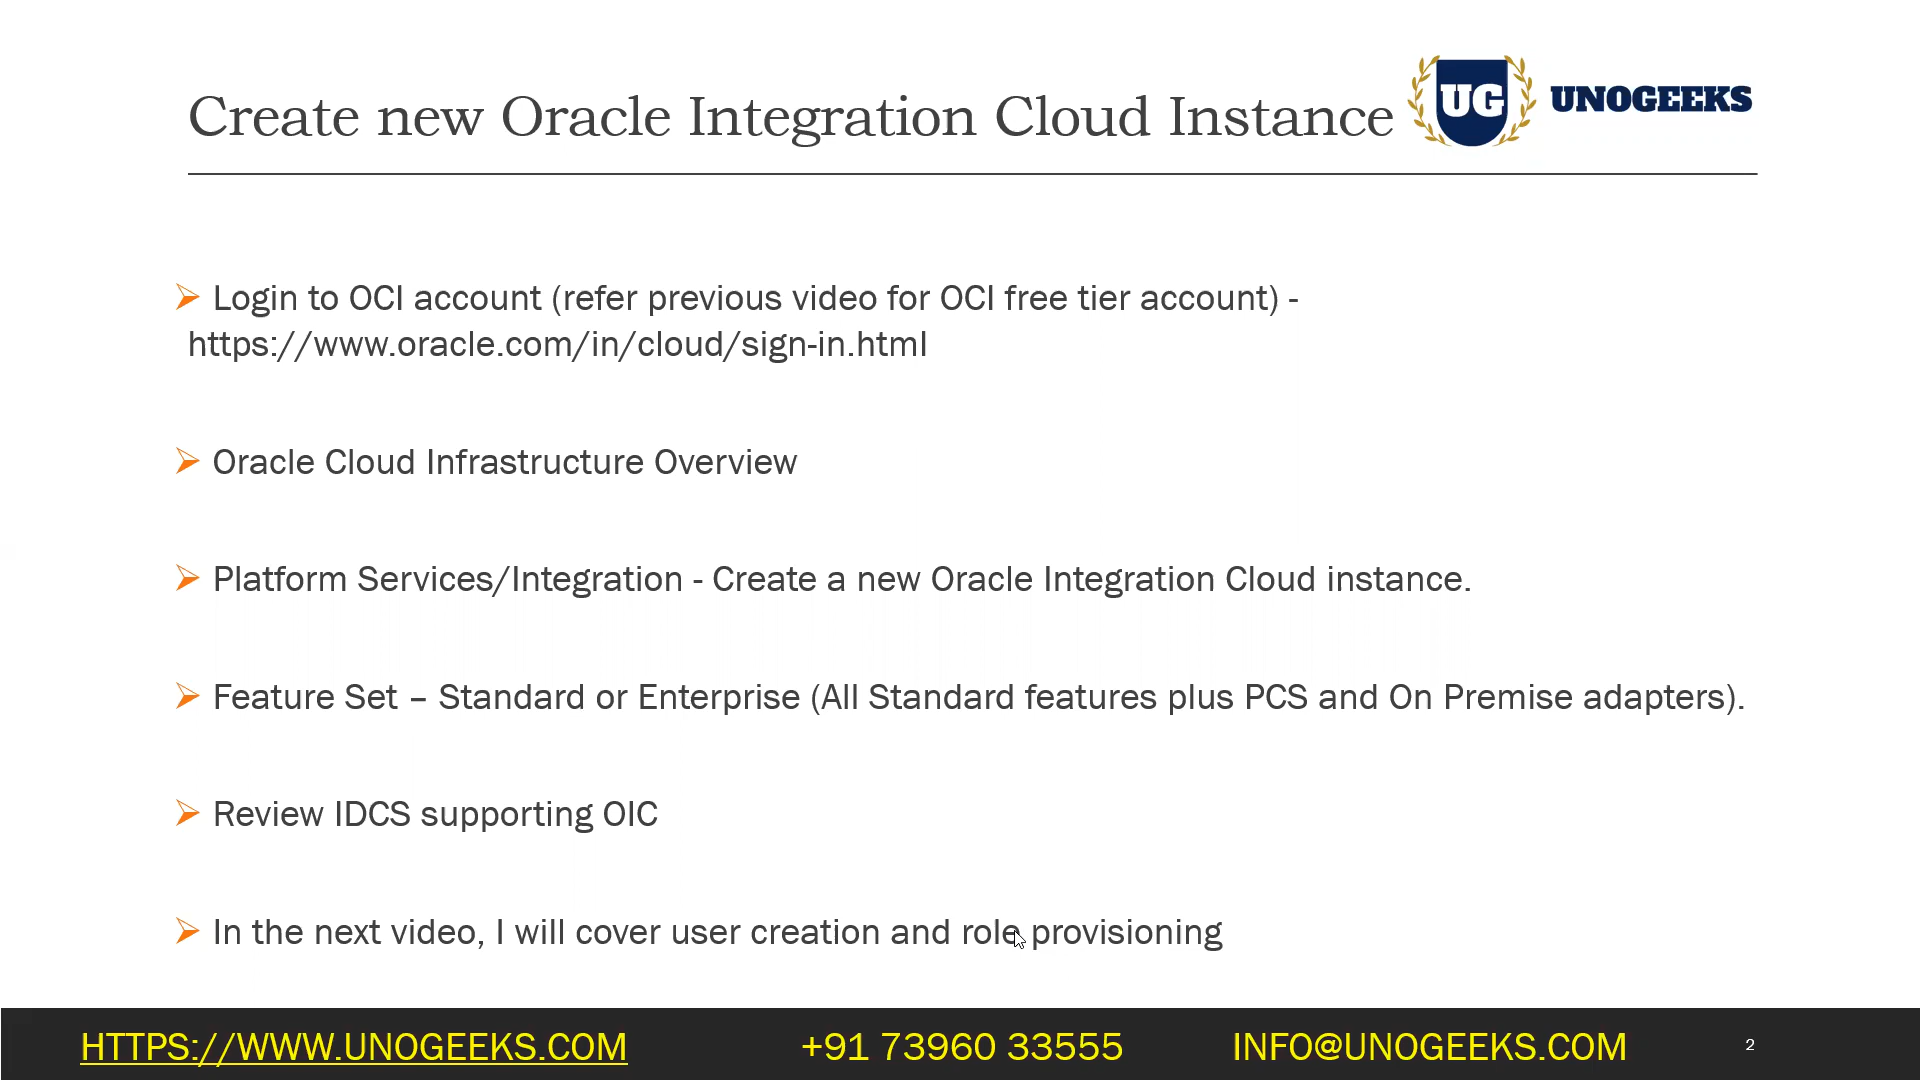 Create new Oracle Integration Cloud Instance
UG UNOGEEKS
Login to OCI account (refer previous video for OCI free tier account) -
https://www.oracle.com/in/cloud/sign-in.html
Oracle Cloud Infrastructure Overview
Platform Services/Integration - Create a new Oracle Integration Cloud instance.
Feature Set – Standard or Enterprise (All Standard features plus PCS and On Premise adapters).
Review IDCS supporting OIC
In the next video, I will cover user creation and role provisioning
HTTPS://WWW.UNOGEEKS.COM +91 73960 33555 INFO@UNOGEEKS.COM 2